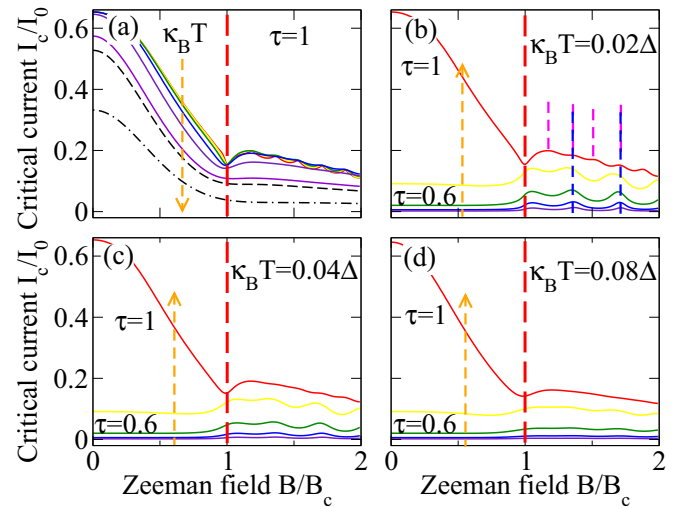 (a) κ_BT τ=1
Critical current I_c/I_0
0.6
0.4
0.2
0
(b) κ_BT=0.02Δ
τ=1
τ=0.6
Critical current I_c/I_0
0.6
0.4
0.2
0
(c) κ_BT=0.04Δ
τ=1
τ=0.6
0 1 2
Zeeman field B/B_c
(d) κ_BT=0.08Δ
τ=1
τ=0.6
0 1 2
Zeeman field B/B_c